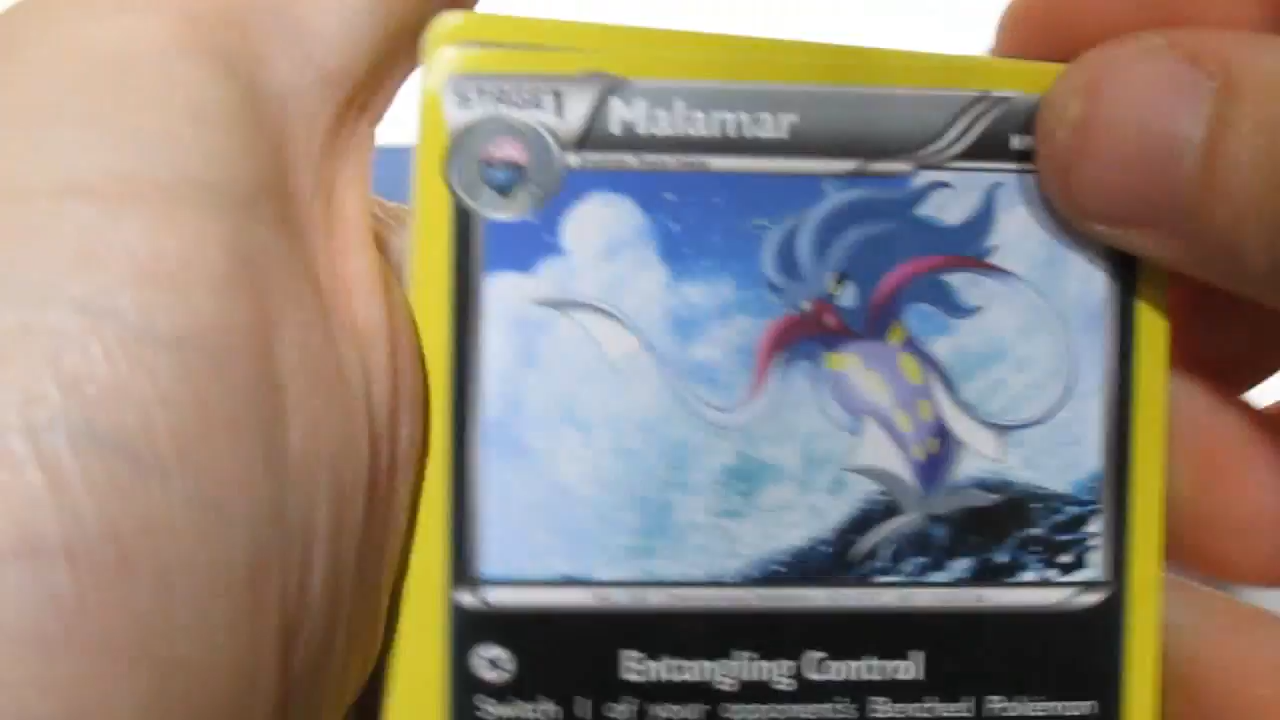 STAGE 1
Malamar
Entangling Control
Switch 1 of your opponent's Benched Pokémon